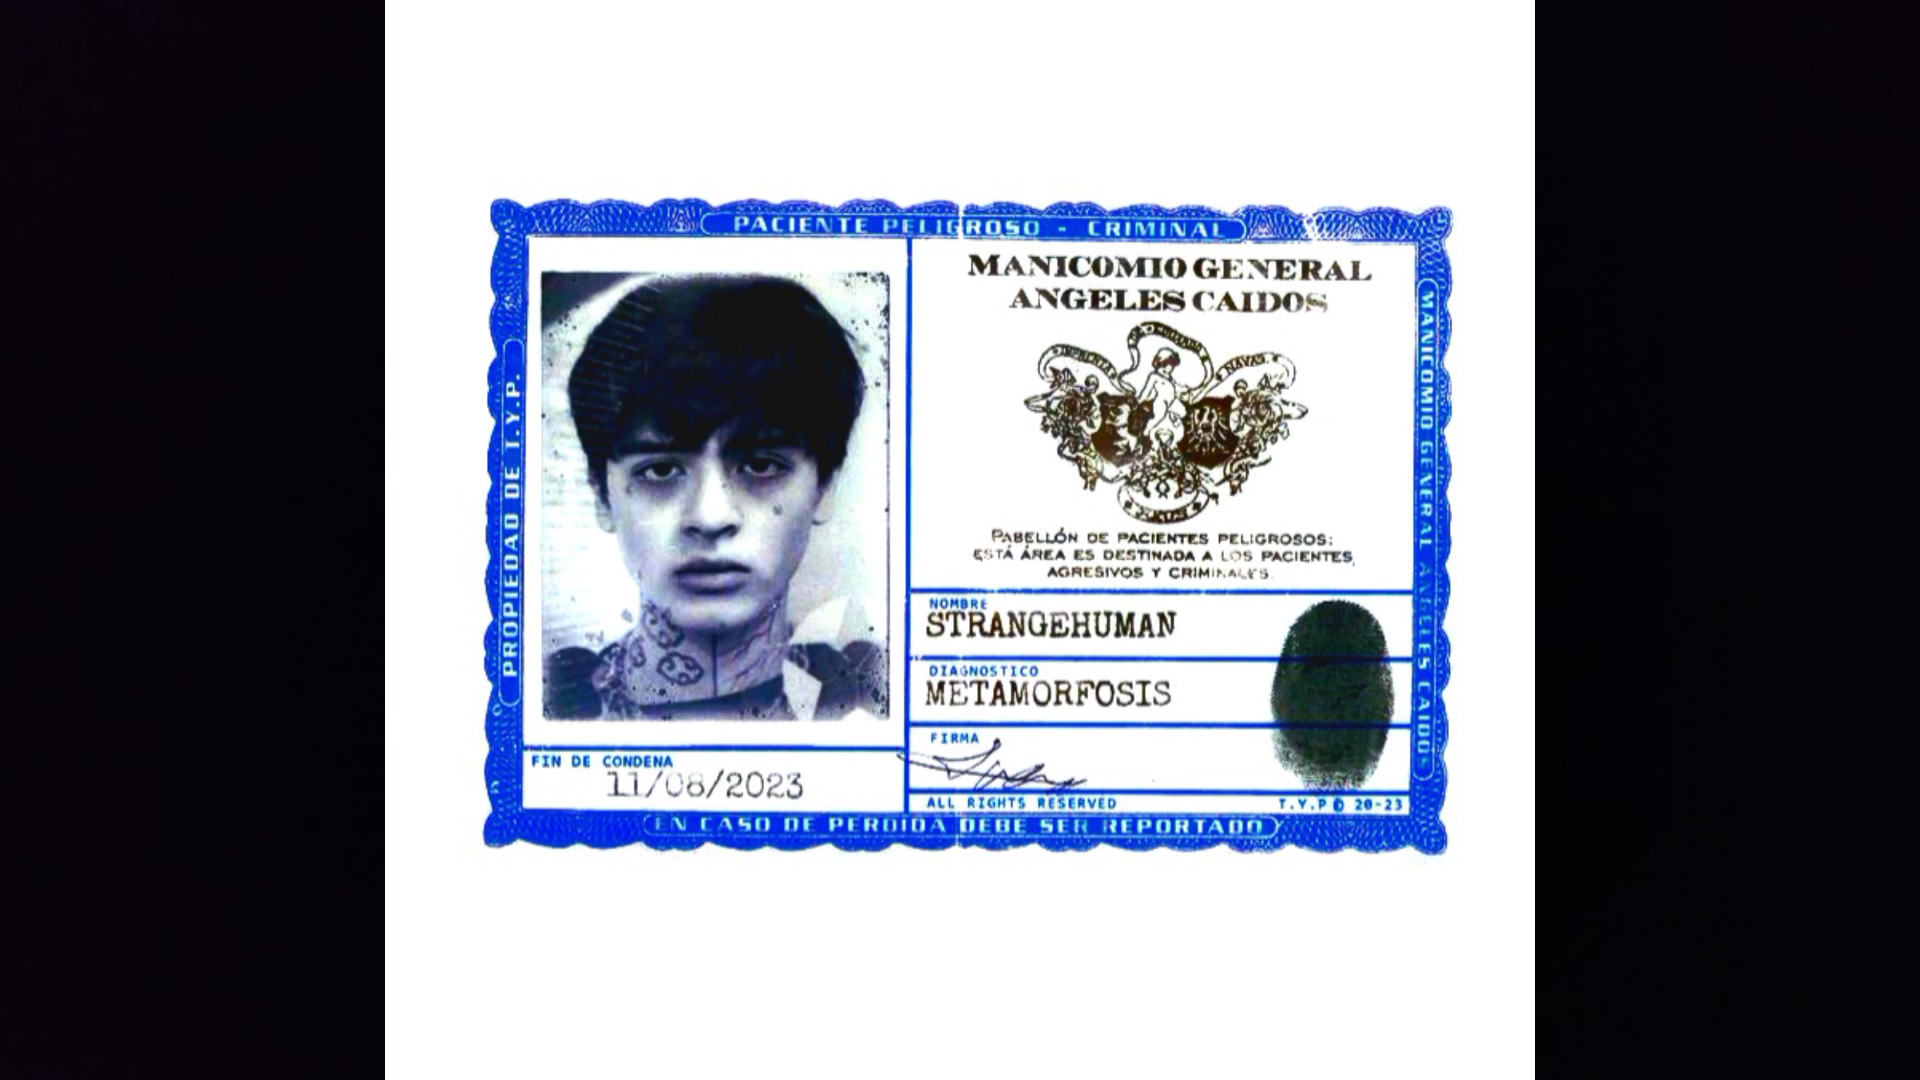 PACIENTE PELIGROSO - CRIMINAL
PROPIEDAD DE T.Y.P.
MANICOMIO GENERAL
ANGELES CAIDOS
NAVAS
PABELLÓN DE PACIENTES PELIGROSOS:
ESTÁ ÁREA ES DESTINADA A LOS PACIENTES
AGRESIVOS Y CRIMINALES.
NOMBRE
STRANGEHUMAN
DIAGNOSTICO
METAMORFOSIS
FIRMA
FIN DE CONDENA
11/08/2023
ALL RIGHTS RESERVED
T.Y.P © 20-23
MANICOMIO GENERAL ANGELES CAIDOS
EN CASO DE PERDIDA DEBE SER REPORTADO